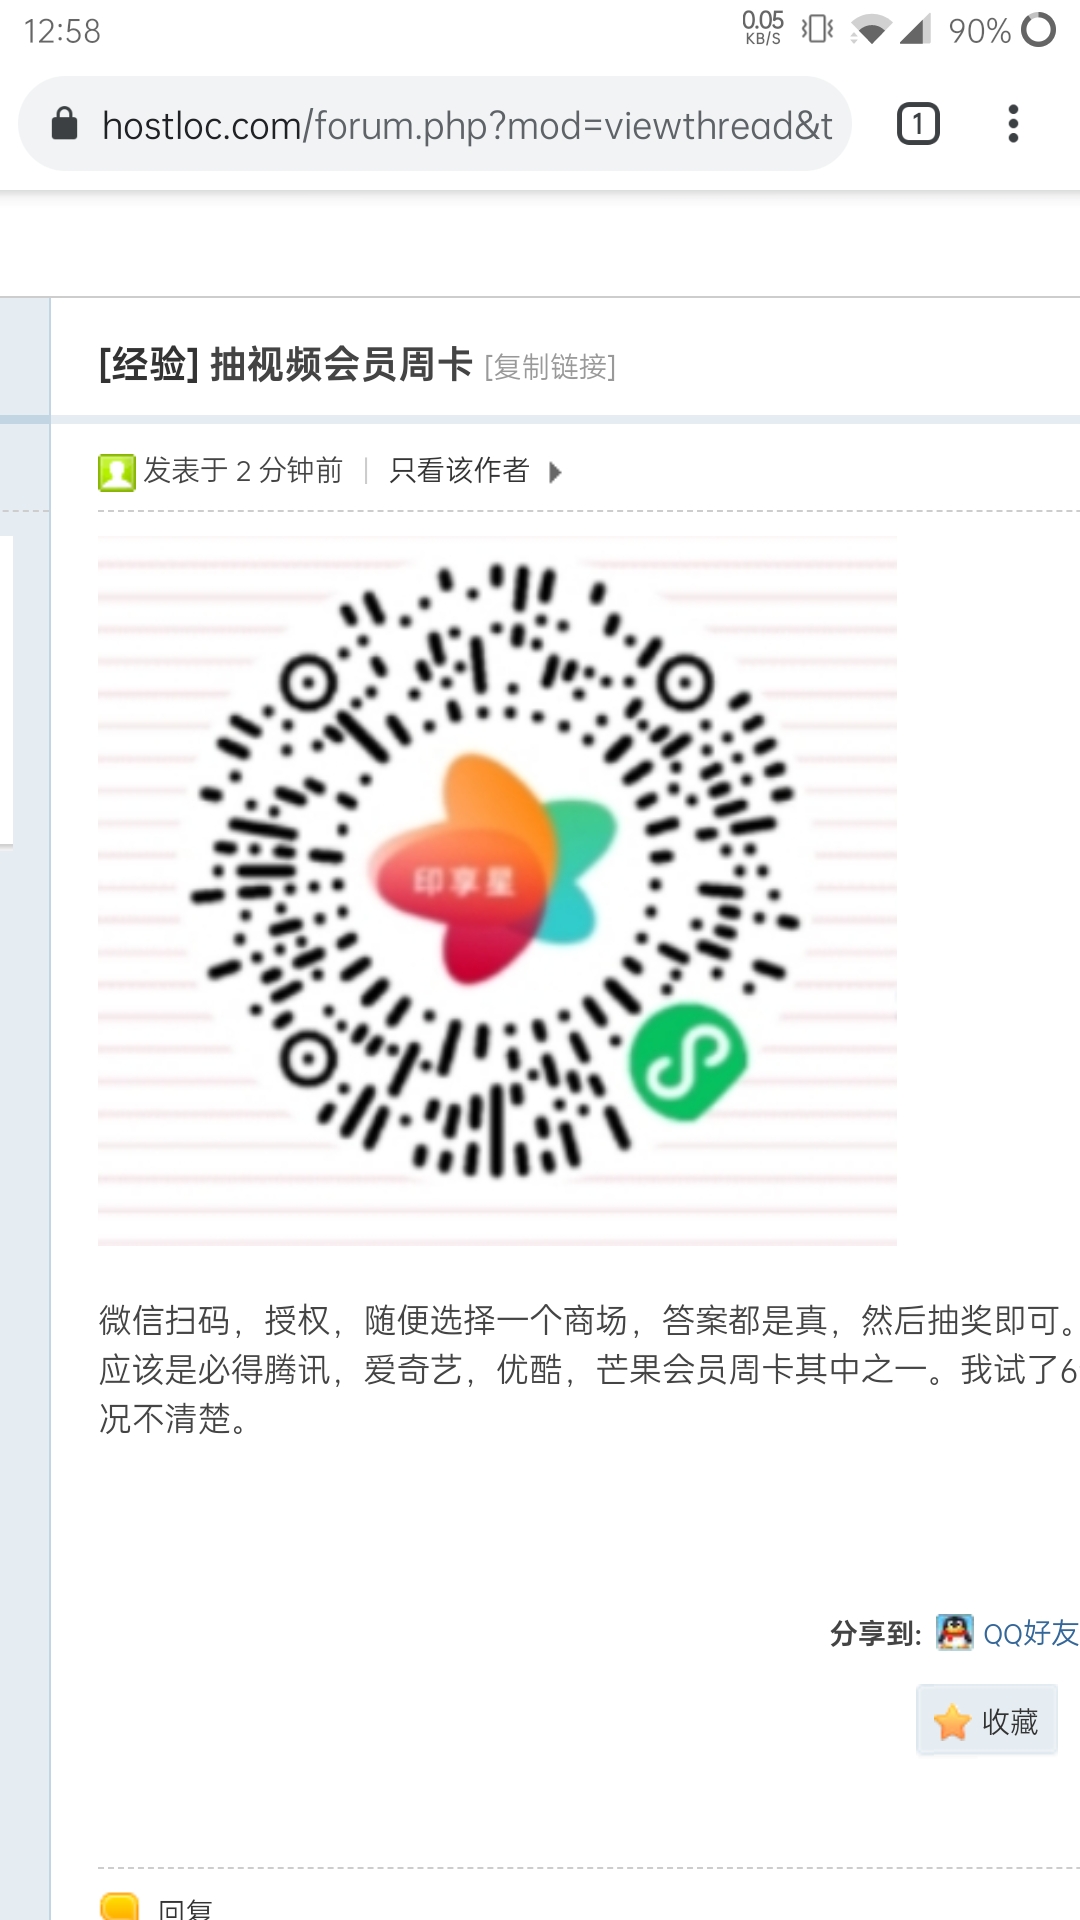 12:58
0.05
KB/S
90%
hostloc.com/forum.php?mod=viewthread&t
1
[经验] 抽视频会员周卡 [复制链接]
发表于 2 分钟前 | 只看该作者
印享星
微信扫码，授权，随便选择一个商场，答案都是真，然后抽奖即可。
应该是必得腾讯，爱奇艺，优酷，芒果会员周卡其中之一。我试了6
况不清楚。
分享到: QQ好友
收藏
回复